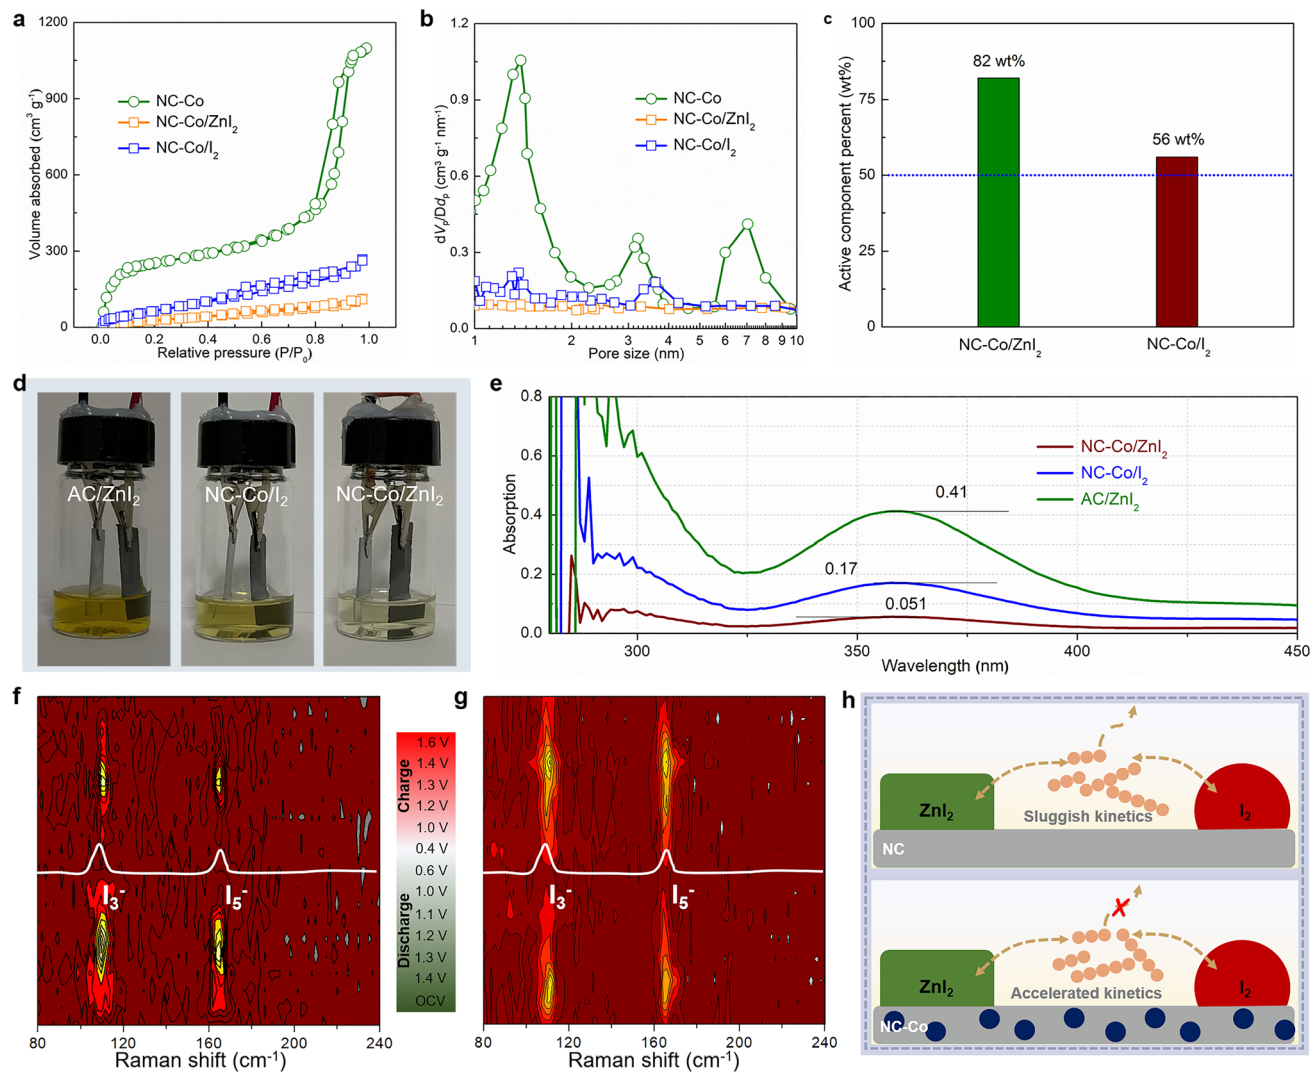 a
1200
900
600
300
0
Volume absorbed (cm³ g⁻¹)
NC-Co
NC-Co/ZnI₂
NC-Co/I₂
0.0 0.2 0.4 0.6 0.8 1.0
Relative pressure (P/P₀)
b
1.2
0.9
0.6
0.3
0.0
dVₚ/Ddₚ (cm³ g⁻¹ nm⁻¹)
NC-Co
NC-Co/ZnI₂
NC-Co/I₂
1 2 3 4 5 6 7 8 9 10
Pore size (nm)
c
100
75
50
25
0
Active component percent (wt%)
82 wt%
56 wt%
NC-Co/ZnI₂ NC-Co/I₂
d
AC/ZnI₂
NC-Co/I₂
NC-Co/ZnI₂
e
0.8
0.6
0.4
0.2
0.0
Absorption
NC-Co/ZnI₂
NC-Co/I₂
AC/ZnI₂
0.41
0.17
0.051
300 350 400 450
Wavelength (nm)
f
I₃⁻
I₅⁻
80 120 160 200 240
Raman shift (cm⁻¹)
Charge
Discharge
1.6 V
1.4 V
1.3 V
1.2 V
1.0 V
0.4 V
0.6 V
1.0 V
1.1 V
1.2 V
1.3 V
1.4 V
OCV
g
I₃⁻
I₅⁻
80 120 160 200 240
Raman shift (cm⁻¹)
h
ZnI₂
Sluggish kinetics
I₂
NC
ZnI₂
Accelerated kinetics
I₂
NC-Co